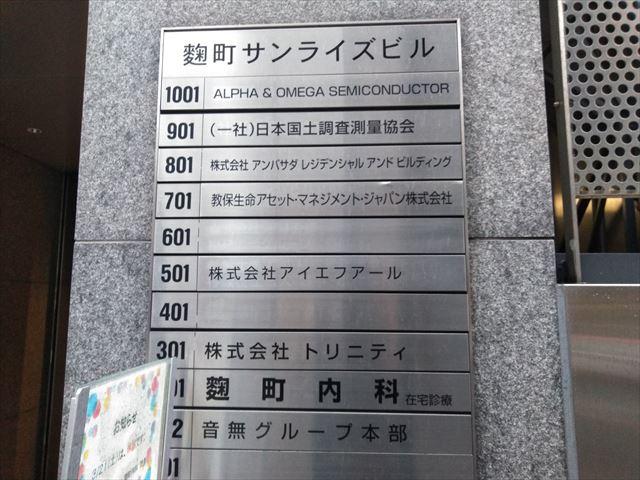 麴町サンライズビル
1001 ALPHA & OMEGA SEMICONDUCTOR
901 (一社)日本国土調査測量協会
801 株式会社 アンバサダ レジデンシャル アンド ビルディング
701 教保生命アセット・マネジメント・ジャパン株式会社
601
501 株式会社アイエフアール
401
301 株式会社 トリニティ
01 麴町内科 在宅診療
2 音無グループ本部
01
お知らせ